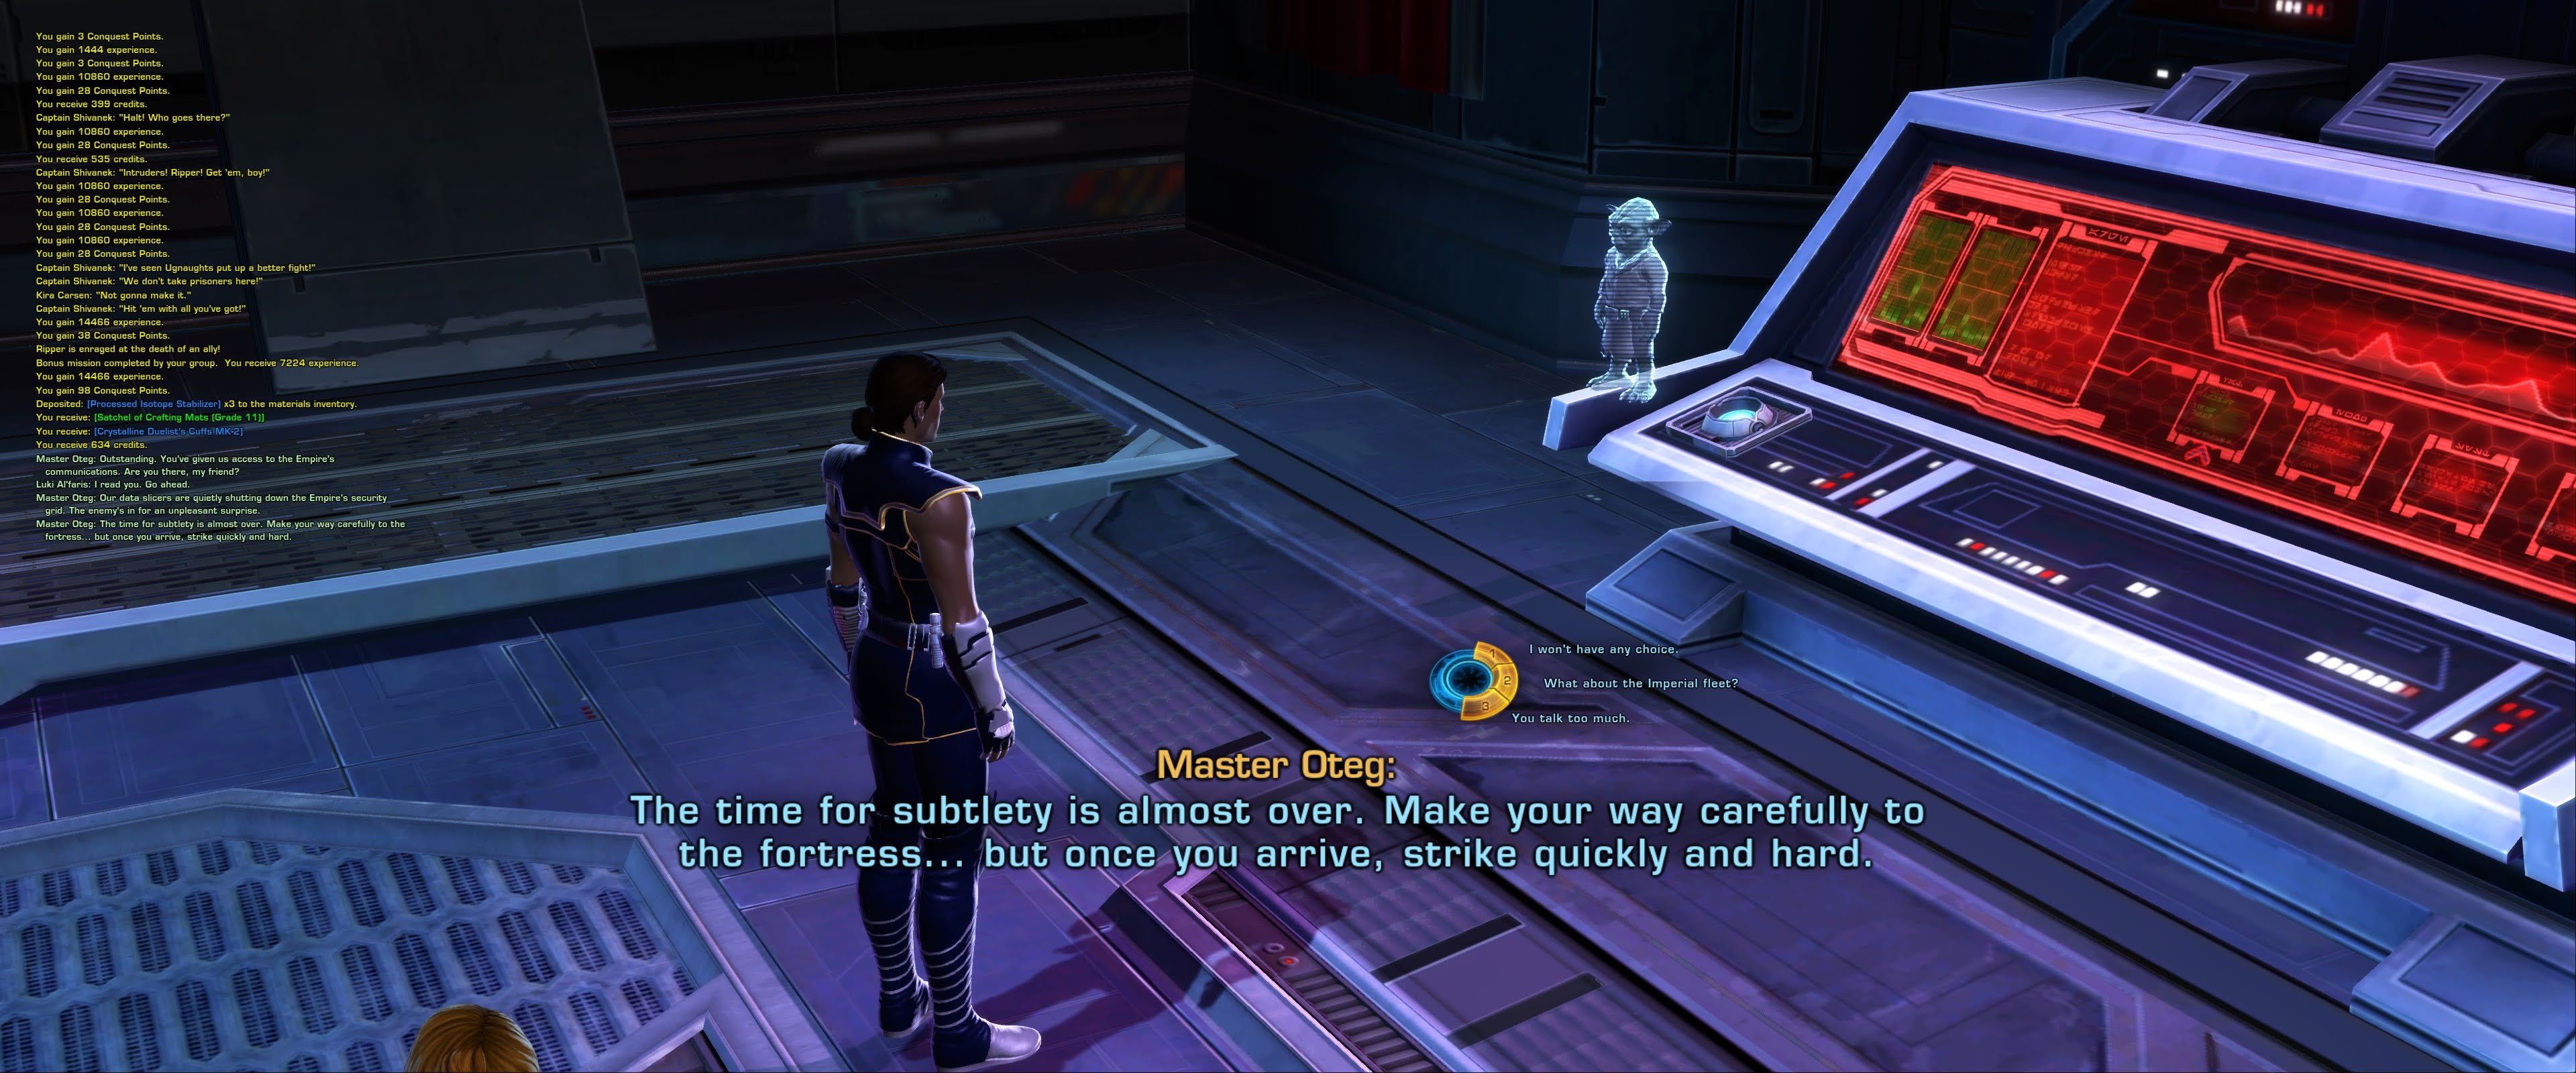 You gain 3 Conquest Points.
You gain 1444 experience.
You gain 3 Conquest Points.
You gain 10860 experience.
You gain 28 Conquest Points.
You receive 399 credits.
Captain Shivanek: "Halt! Who goes there?"
You gain 10860 experience.
You gain 28 Conquest Points.
You receive 535 credits.
Captain Shivanek: "Intruders! Ripper! Get 'em, boy!"
You gain 10860 experience.
You gain 28 Conquest Points.
You gain 10860 experience.
You gain 28 Conquest Points.
You gain 10860 experience.
You gain 28 Conquest Points.
Captain Shivanek: "I've seen Ugnaughts put up a better fight!"
Captain Shivanek: "We don't take prisoners here!"
Kira Carsen: "Not gonna make it."
Captain Shivanek: "Hit 'em with all you've got!"
You gain 14466 experience.
You gain 38 Conquest Points.
Ripper is enraged at the death of an ally!
Bonus mission completed by your group.  You receive 7224 experience.
You gain 14466 experience.
You gain 98 Conquest Points.
Deposited: [Processed Isotope Stabilizer] x3 to the materials inventory.
You receive: [Satchel of Crafting Mats (Grade 11)]
You receive: [Crystalline Duelist's Cuffs MK-2]
You receive 634 credits.
Master Oteg: Outstanding. You've given us access to the Empire's
communications. Are you there, my friend?
Luki Al'faris: I read you. Go ahead.
Master Oteg: Our data slicers are quietly shutting down the Empire's security
grid. The enemy's in for an unpleasant surprise.
Master Oteg: The time for subtlety is almost over. Make your way carefully to the
fortress... but once you arrive, strike quickly and hard.
1 I won't have any choice.
2 What about the Imperial fleet?
3 You talk too much.
Master Oteg:
The time for subtlety is almost over. Make your way carefully to
the fortress... but once you arrive, strike quickly and hard.